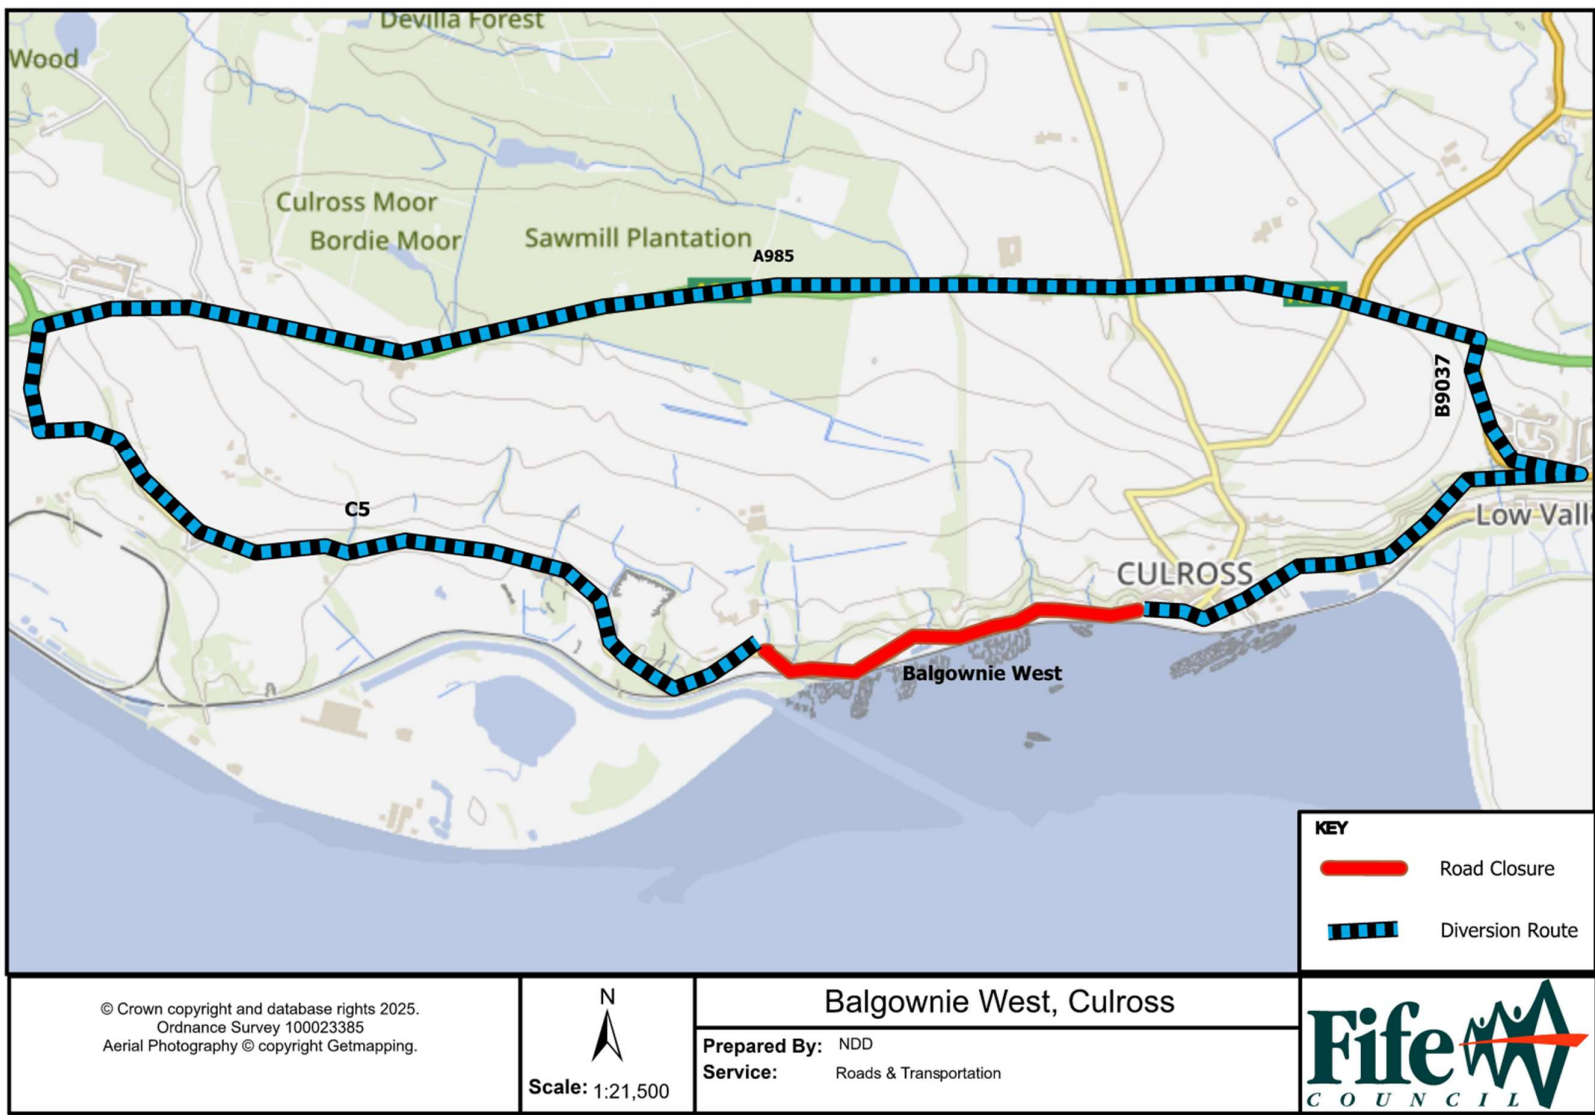 Devilla Forest
Wood
Culross Moor
Bordie Moor
Sawmill Plantation
A985
B9037
C5
Low Valle
CULROSS
Balgownie West
KEY
Road Closure
Diversion Route
© Crown copyright and database rights 2025.
Ordnance Survey 100023385
Aerial Photography © copyright Getmapping.
N
Scale: 1:21,500
Balgownie West, Culross
Prepared By: NDD
Service: Roads & Transportation
Fife
COUNCIL